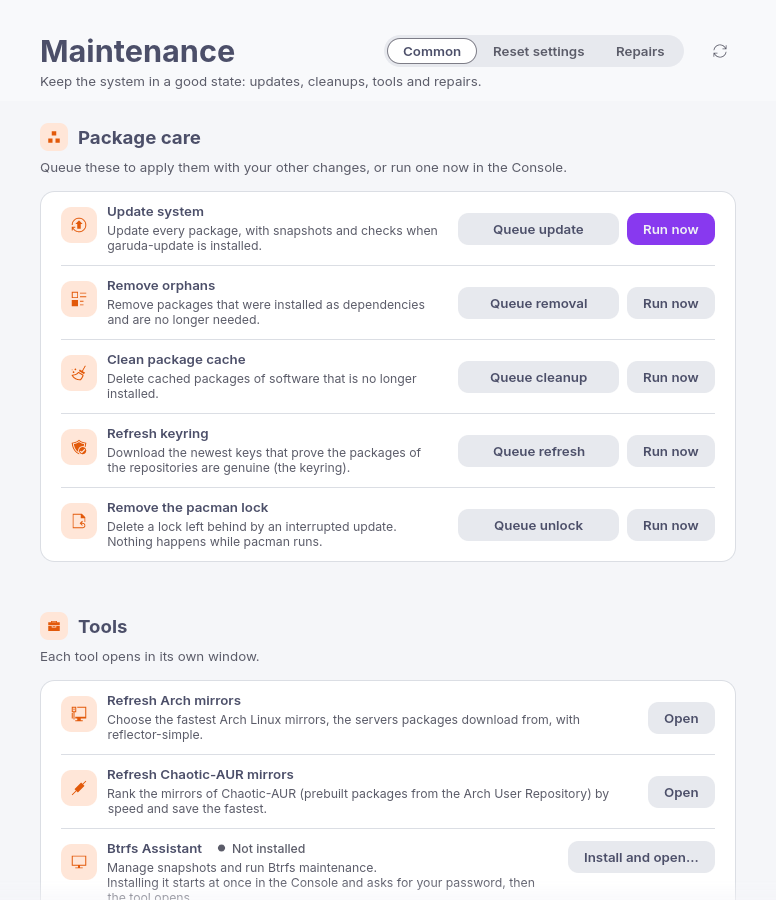 Maintenance
Common
Reset settings
Repairs
Keep the system in a good state: updates, cleanups, tools and repairs.
Package care
Queue these to apply them with your other changes, or run one now in the Console.
Update system
Update every package, with snapshots and checks when
garuda-update is installed.
Queue update
Run now
Remove orphans
Remove packages that were installed as dependencies
and are no longer needed.
Queue removal
Run now
Clean package cache
Delete cached packages of software that is no longer
installed.
Queue cleanup
Run now
Refresh keyring
Download the newest keys that prove the packages of
the repositories are genuine (the keyring).
Queue refresh
Run now
Remove the pacman lock
Delete a lock left behind by an interrupted update.
Nothing happens while pacman runs.
Queue unlock
Run now
Tools
Each tool opens in its own window.
Refresh Arch mirrors
Choose the fastest Arch Linux mirrors, the servers packages download from, with
reflector-simple.
Open
Refresh Chaotic-AUR mirrors
Rank the mirrors of Chaotic-AUR (prebuilt packages from the Arch User Repository) by
speed and save the fastest.
Open
Btrfs Assistant
Not installed
Manage snapshots and run Btrfs maintenance.
Installing it starts at once in the Console and asks for your password, then
the tool opens.
Install and open...